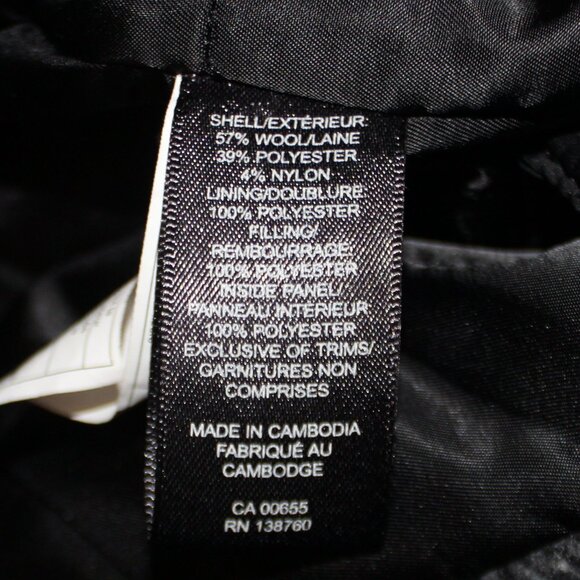 SHELL/EXTÉRIEUR:
57% WOOL/LAINE
39% POLYESTER
4% NYLON
LINING/DOUBLURE
100% POLYESTER
FILLING/
REMBOURRAGE:
100% POLYESTER
INSIDE PANEL/
PANNEAU INTERIEUR
100% POLYESTER
EXCLUSIVE OF TRIMS/
GARNITURES NON
COMPRISES
MADE IN CAMBODIA
FABRIQUÉ AU
CAMBODGE
CA 00655
RN 138760